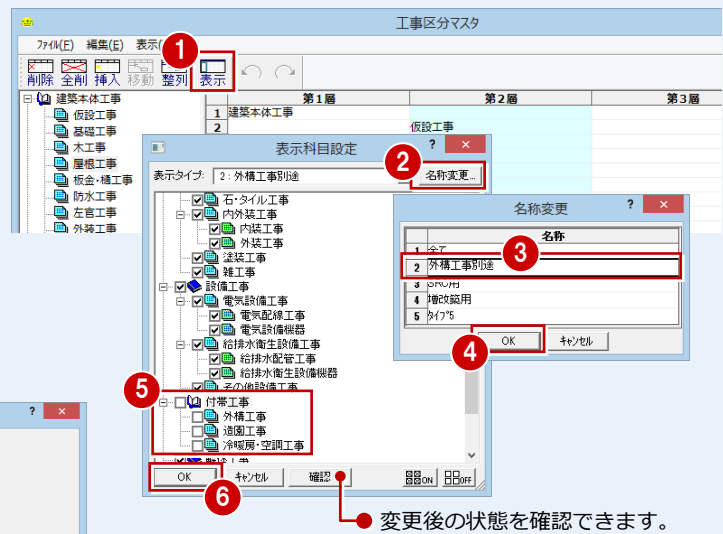 工事区分マスタ
ファイル(F) 編集(E) 表示
1
削除 全削 挿入 移動 整列 表示
建築本体工事
仮設工事
基礎工事
木工事
屋根工事
板金・樋工事
防水工事
左官工事
外装工事
第1層 第2層 第3層
1 建築本体工事
2 仮設工事
表示科目設定 ? ×
2
表示タイプ: 2:外構工事別途 名称変更...
石・タイル工事
内外装工事
内装工事
外装工事
塗装工事
雑工事
設備工事
電気設備工事
電気配線工事
電気設備機器
給排水衛生設備工事
給排水配管工事
給排水衛生設備機器
その他設備工事
5
付帯工事
外構工事
造園工事
冷暖房・空調工事
OK キャンセル 確認 ON OFF
6
名称変更 ? ×
名称
1 全て
3
2 外構工事別途
3 SRC用
4 増改築用
5 タイプ5
OK キャンセル
4
? ×
変更後の状態を確認できます。